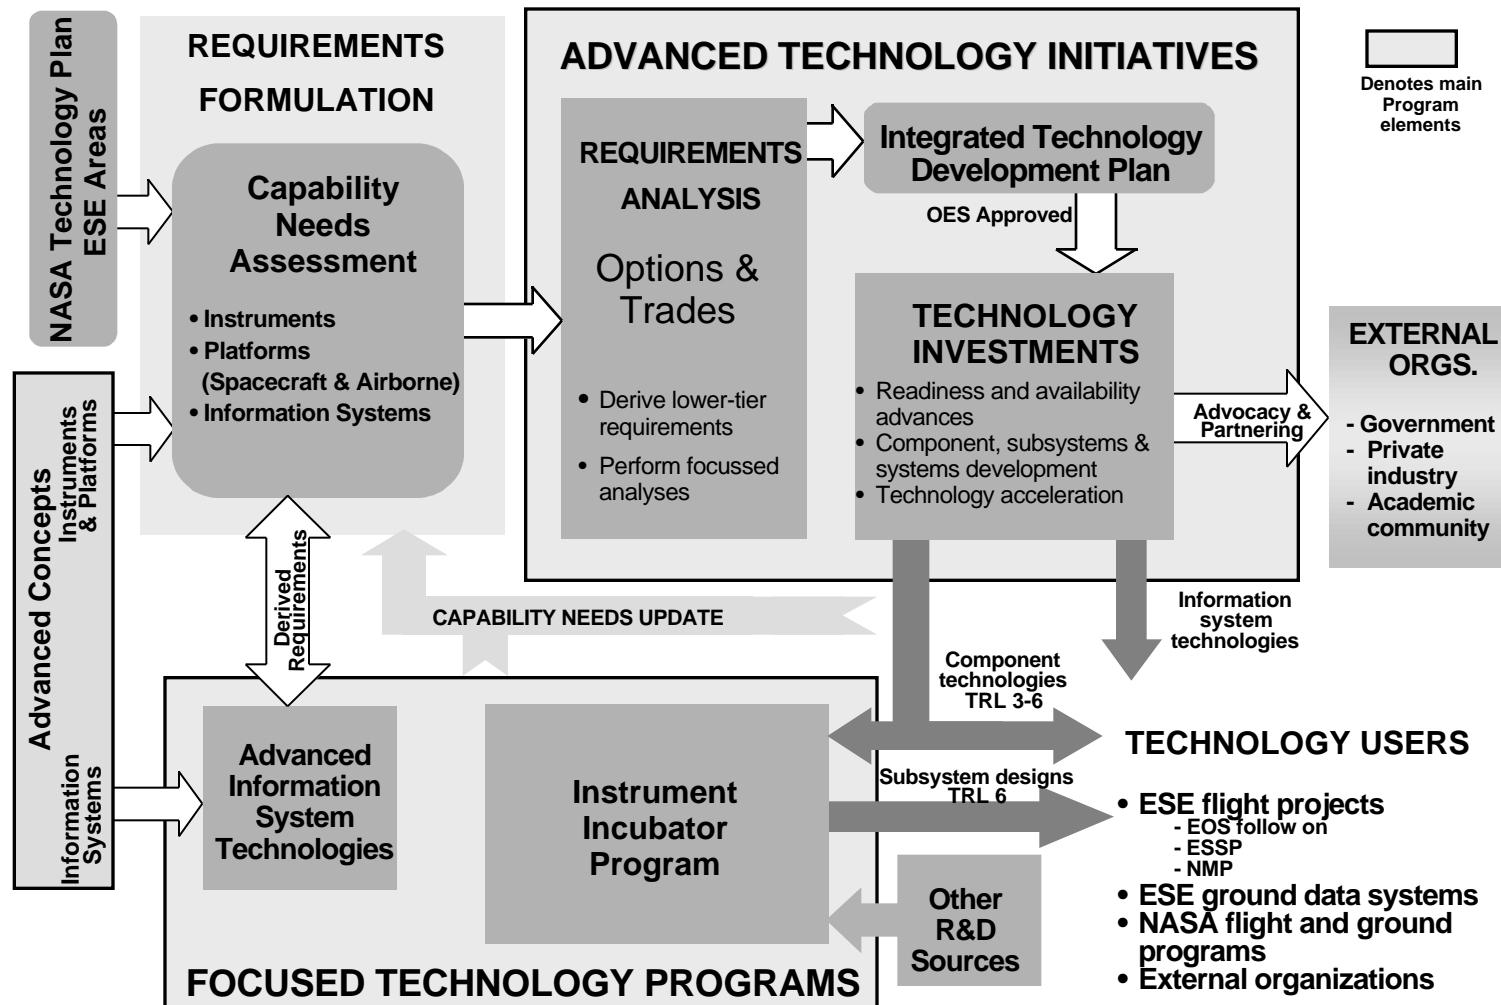 NASA Technology Plan
ESE Areas
REQUIREMENTS
FORMULATION
Capability
Needs
Assessment
• Instruments
• Platforms
(Spacecraft & Airborne)
• Information Systems
ADVANCED TECHNOLOGY INITIATIVES
REQUIREMENTS
ANALYSIS
Options &
Trades
• Derive lower-tier
requirements
• Perform focussed
analyses
Integrated Technology
Development Plan
OES Approved
TECHNOLOGY
INVESTMENTS
• Readiness and availability
advances
• Component, subsystems &
systems development
• Technology acceleration
Denotes main
Program
elements
Advocacy &
Partnering
EXTERNAL
ORGS.
- Government
- Private
industry
- Academic
community
Advanced Concepts
Instruments
& Platforms
Information
Systems
Derived
Requirements
CAPABILITY NEEDS UPDATE
Information
system
technologies
Component
technologies
TRL 3-6
Advanced
Information
System
Technologies
Instrument
Incubator
Program
Subsystem designs
TRL 6
Other
R&D
Sources
FOCUSED TECHNOLOGY PROGRAMS
TECHNOLOGY USERS
• ESE flight projects
- EOS follow on
- ESSP
- NMP
• ESE ground data systems
• NASA flight and ground
programs
• External organizations